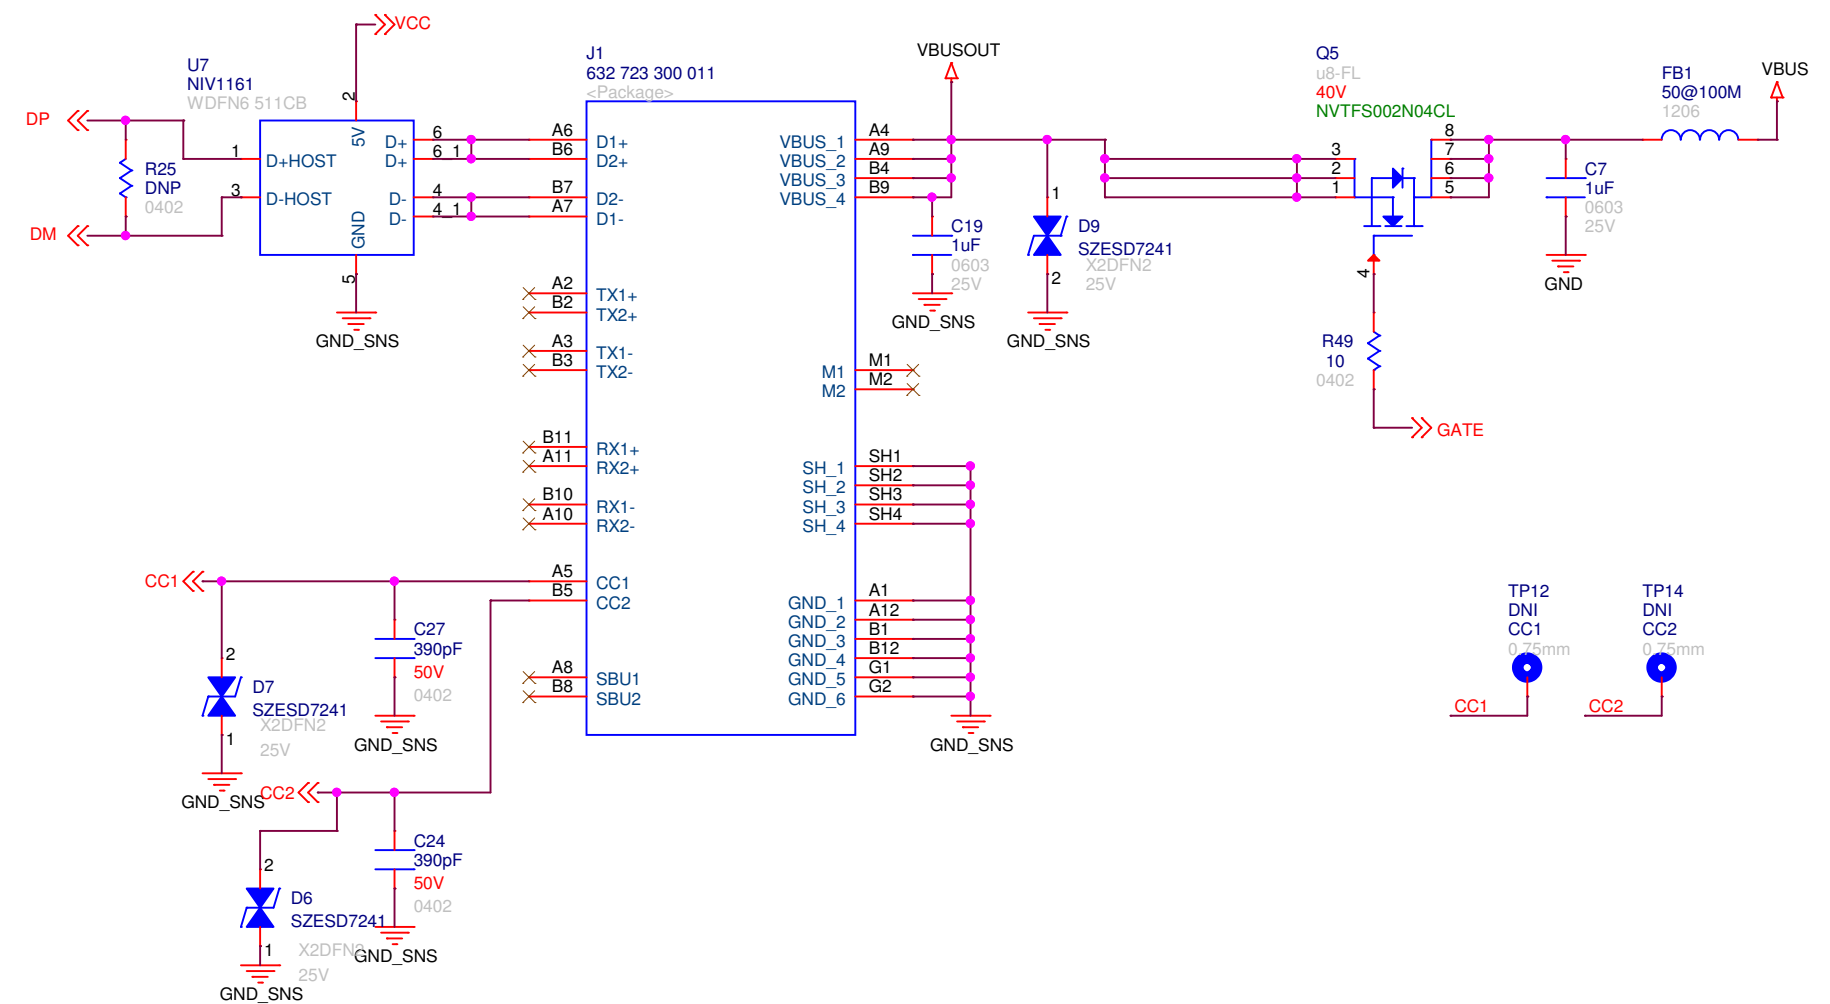 VCC
U7
NIV1161
WDFN6 511CB
DP
R25
DNP
0402
DM
2
5V
1
D+HOST
3
D-HOST
D+
6
D+
6_1
D-
4
D-
4_1
GND
5
GND_SNS
J1
632 723 300 011
<Package>
A6
D1+
B6
D2+
B7
D2-
A7
D1-
A2
TX1+
B2
TX2+
A3
TX1-
B3
TX2-
B11
RX1+
A11
RX2+
B10
RX1-
A10
RX2-
A5
CC1
B5
CC2
A8
SBU1
B8
SBU2
VBUS_1
A4
VBUS_2
A9
VBUS_3
B4
VBUS_4
B9
M1
M1
M2
M2
SH_1
SH1
SH_2
SH2
SH_3
SH3
SH_4
SH4
GND_1
A1
GND_2
A12
GND_3
B1
GND_4
B12
GND_5
G1
GND_6
G2
GND_SNS
VBUSOUT
C19
1uF
0603
25V
GND_SNS
1
D9
SZESD7241
X2DFN2
25V
2
GND_SNS
Q5
u8-FL
40V
NVTFS002N04CL
3
2
1
8
7
6
5
4
R49
10
0402
GATE
C7
1uF
0603
25V
GND
FB1
50@100M
1206
VBUS
CC1
2
D7
SZESD7241
X2DFN2
25V
1
GND_SNS
C27
390pF
50V
0402
GND_SNS
CC2
2
D6
SZESD7241
X2DFN2
25V
1
GND_SNS
C24
390pF
50V
0402
GND_SNS
TP12
DNI
CC1
0.75mm
CC1
TP14
DNI
CC2
0.75mm
CC2